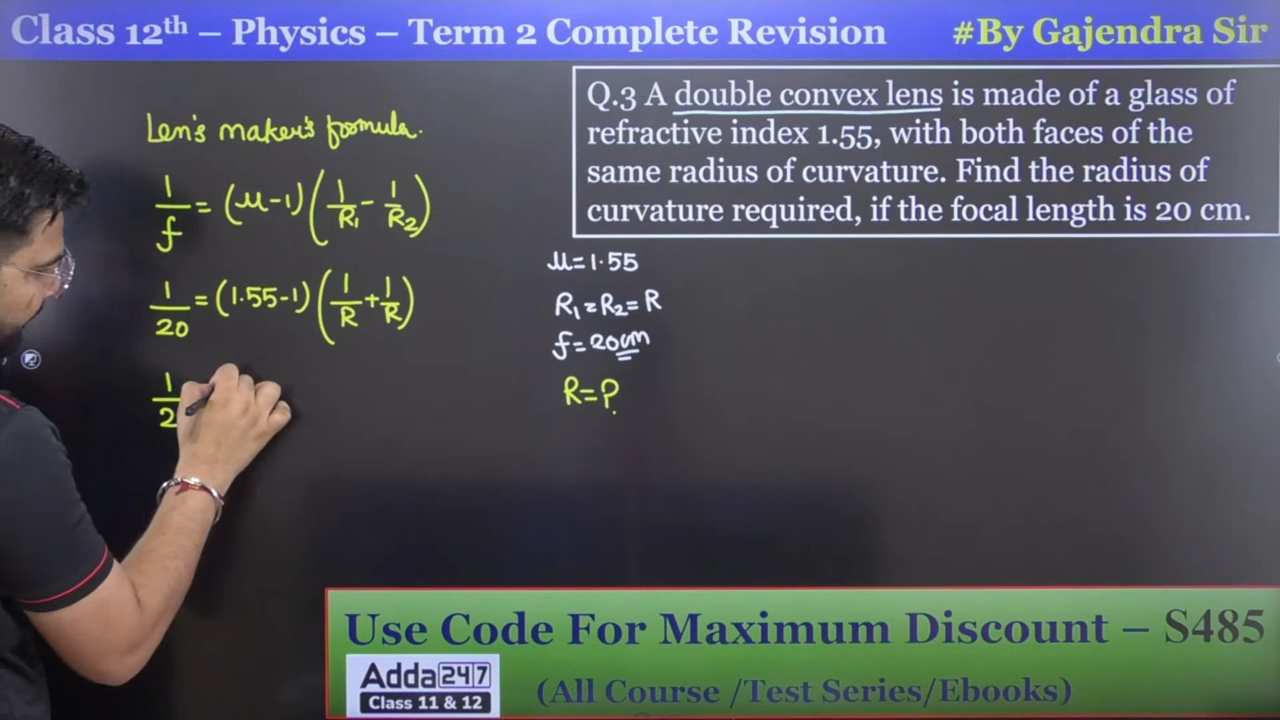 Class 12th – Physics – Term 2 Complete Revision #By Gajendra Sir
Q.3 A double convex lens is made of a glass of
refractive index 1.55, with both faces of the
same radius of curvature. Find the radius of
curvature required, if the focal length is 20 cm.
Len's maker's formula.
1/f = (μ-1)(1/R₁ - 1/R₂)
1/20 = (1.55-1)(1/R + 1/R)
1/2
μ=1.55
R₁=R₂=R
f=20cm
R=?
Use Code For Maximum Discount – S485
Adda247
Class 11 & 12
(All Course /Test Series/Ebooks)